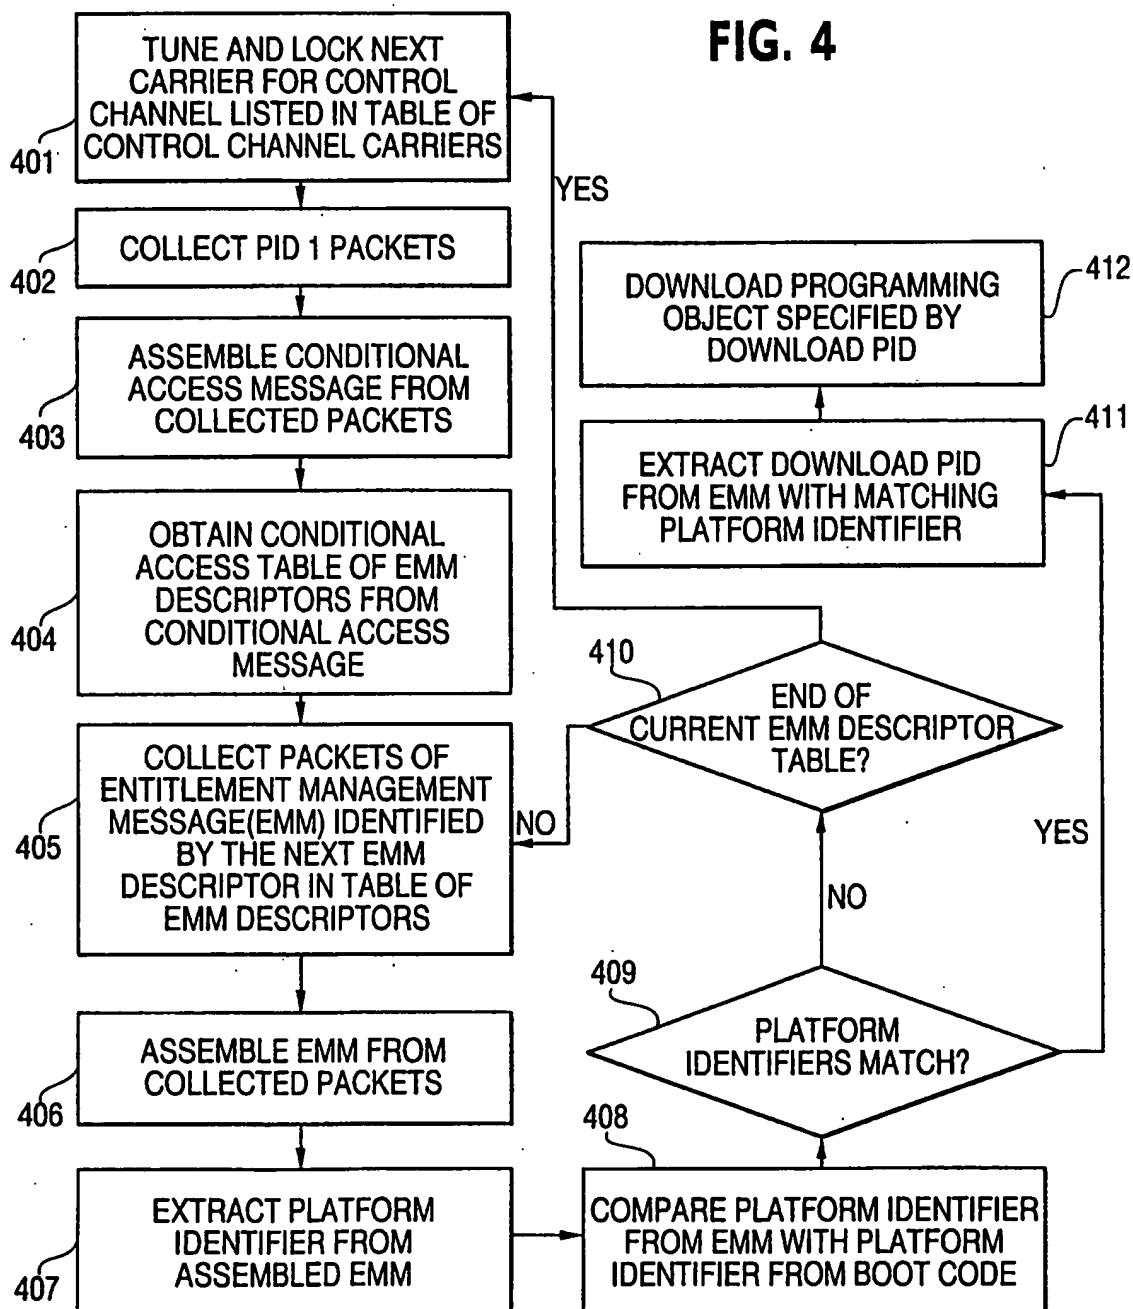 FIG. 4
TUNE AND LOCK NEXT
CARRIER FOR CONTROL
CHANNEL LISTED IN TABLE OF
CONTROL CHANNEL CARRIERS
401
COLLECT PID 1 PACKETS
402
ASSEMBLE CONDITIONAL
ACCESS MESSAGE FROM
COLLECTED PACKETS
403
OBTAIN CONDITIONAL
ACCESS TABLE OF EMM
DESCRIPTORS FROM
CONDITIONAL ACCESS
MESSAGE
404
COLLECT PACKETS OF
ENTITLEMENT MANAGEMENT
MESSAGE(EMM) IDENTIFIED
BY THE NEXT EMM
DESCRIPTOR IN TABLE OF
EMM DESCRIPTORS
405
ASSEMBLE EMM FROM
COLLECTED PACKETS
406
EXTRACT PLATFORM
IDENTIFIER FROM
ASSEMBLED EMM
407
COMPARE PLATFORM IDENTIFIER
FROM EMM WITH PLATFORM
IDENTIFIER FROM BOOT CODE
408
PLATFORM
IDENTIFIERS MATCH?
409
NO
YES
END OF
CURRENT EMM DESCRIPTOR
TABLE?
410
NO
YES
EXTRACT DOWNLOAD PID
FROM EMM WITH MATCHING
PLATFORM IDENTIFIER
411
DOWNLOAD PROGRAMMING
OBJECT SPECIFIED BY
DOWNLOAD PID
412